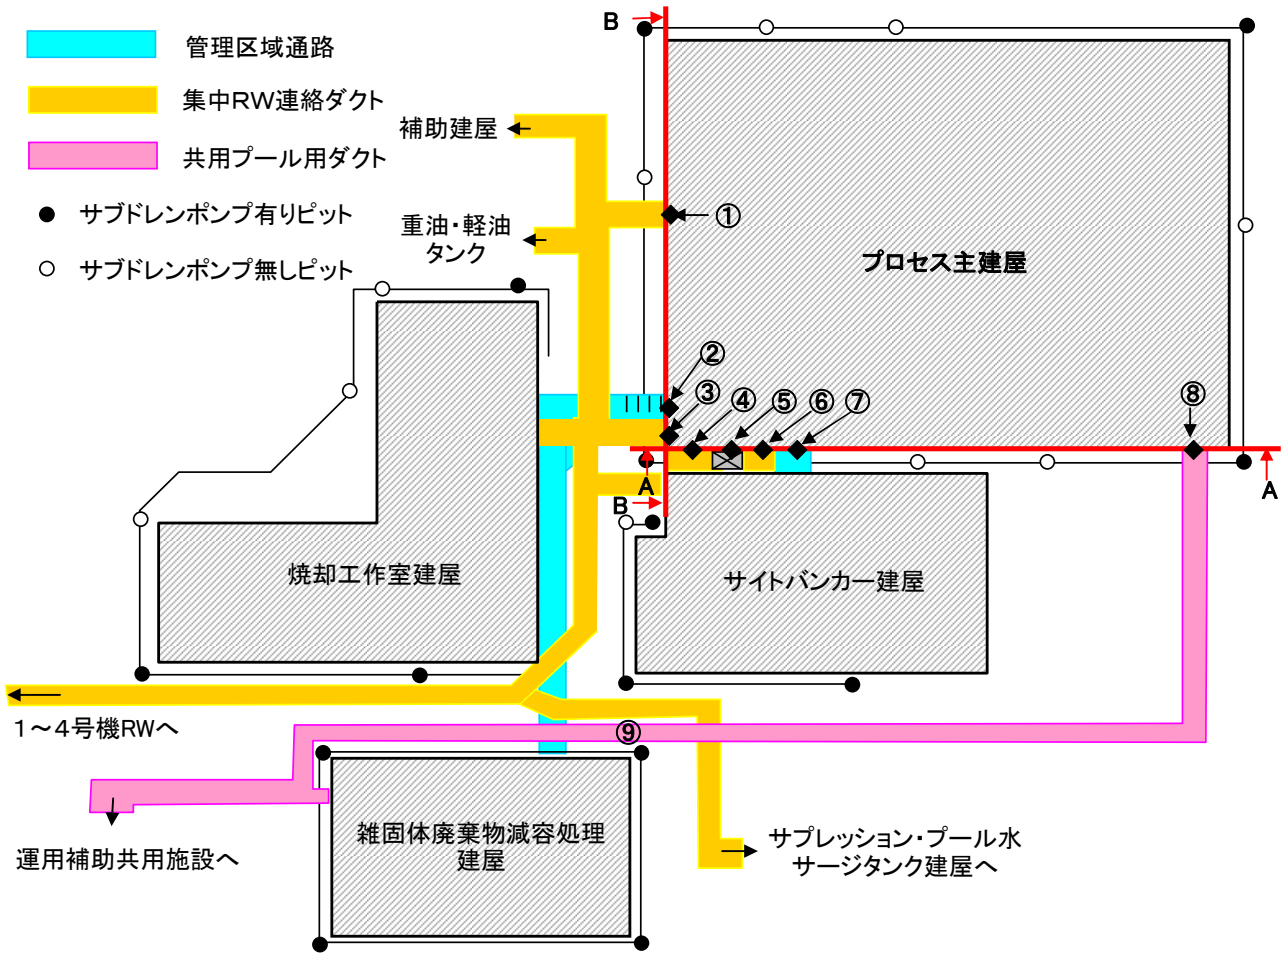 管理区域通路
集中RW連絡ダクト
共用プール用ダクト
サブドレンポンプ有りピット
サブドレンポンプ無しピット
B
補助建屋
①
重油・軽油
タンク
プロセス主建屋
②
③
④
⑤
⑥
⑦
⑧
A
A
B
焼却工作室建屋
サイトバンカー建屋
1～4号機RWへ
⑨
雑固体廃棄物減容処理
建屋
サプレッション・プール水
サージタンク建屋へ
運用補助共用施設へ